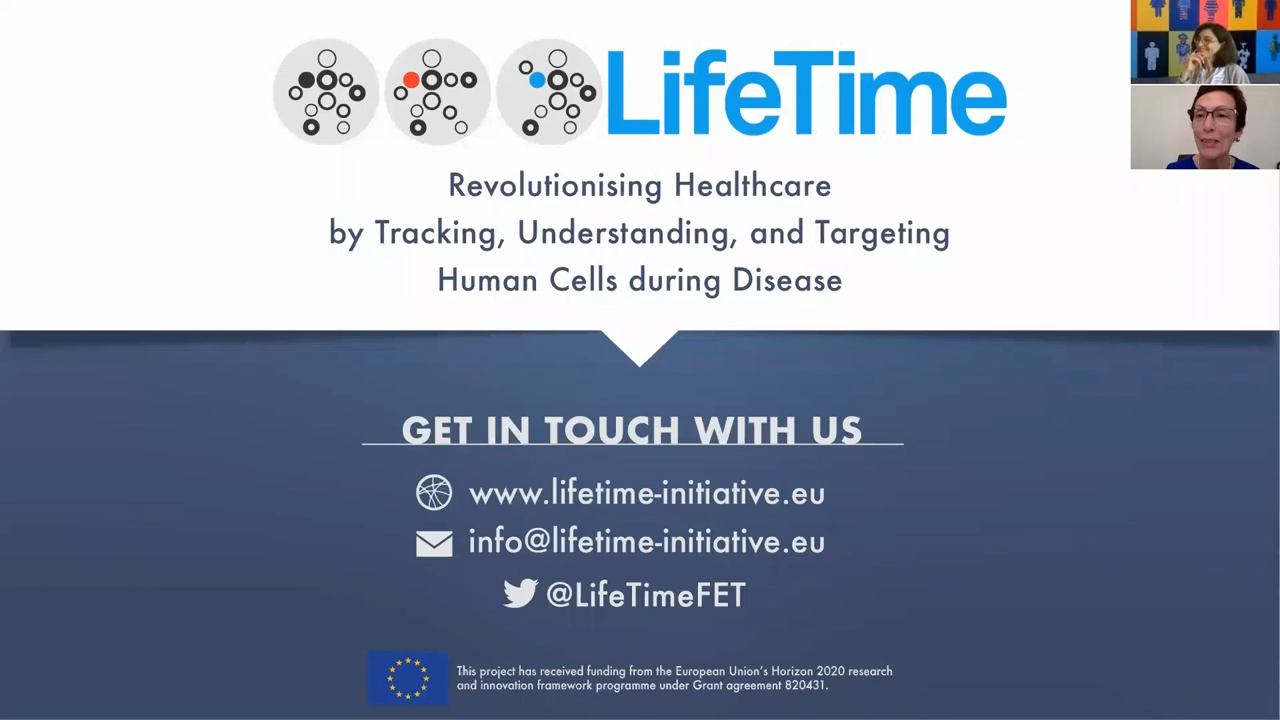 LifeTime
Revolutionising Healthcare
by Tracking, Understanding, and Targeting
Human Cells during Disease
GET IN TOUCH WITH US
www.lifetime-initiative.eu
info@lifetime-initiative.eu
@LifeTimeFET
This project has received funding from the European Union's Horizon 2020 research
and innovation framework programme under Grant agreement 820431.